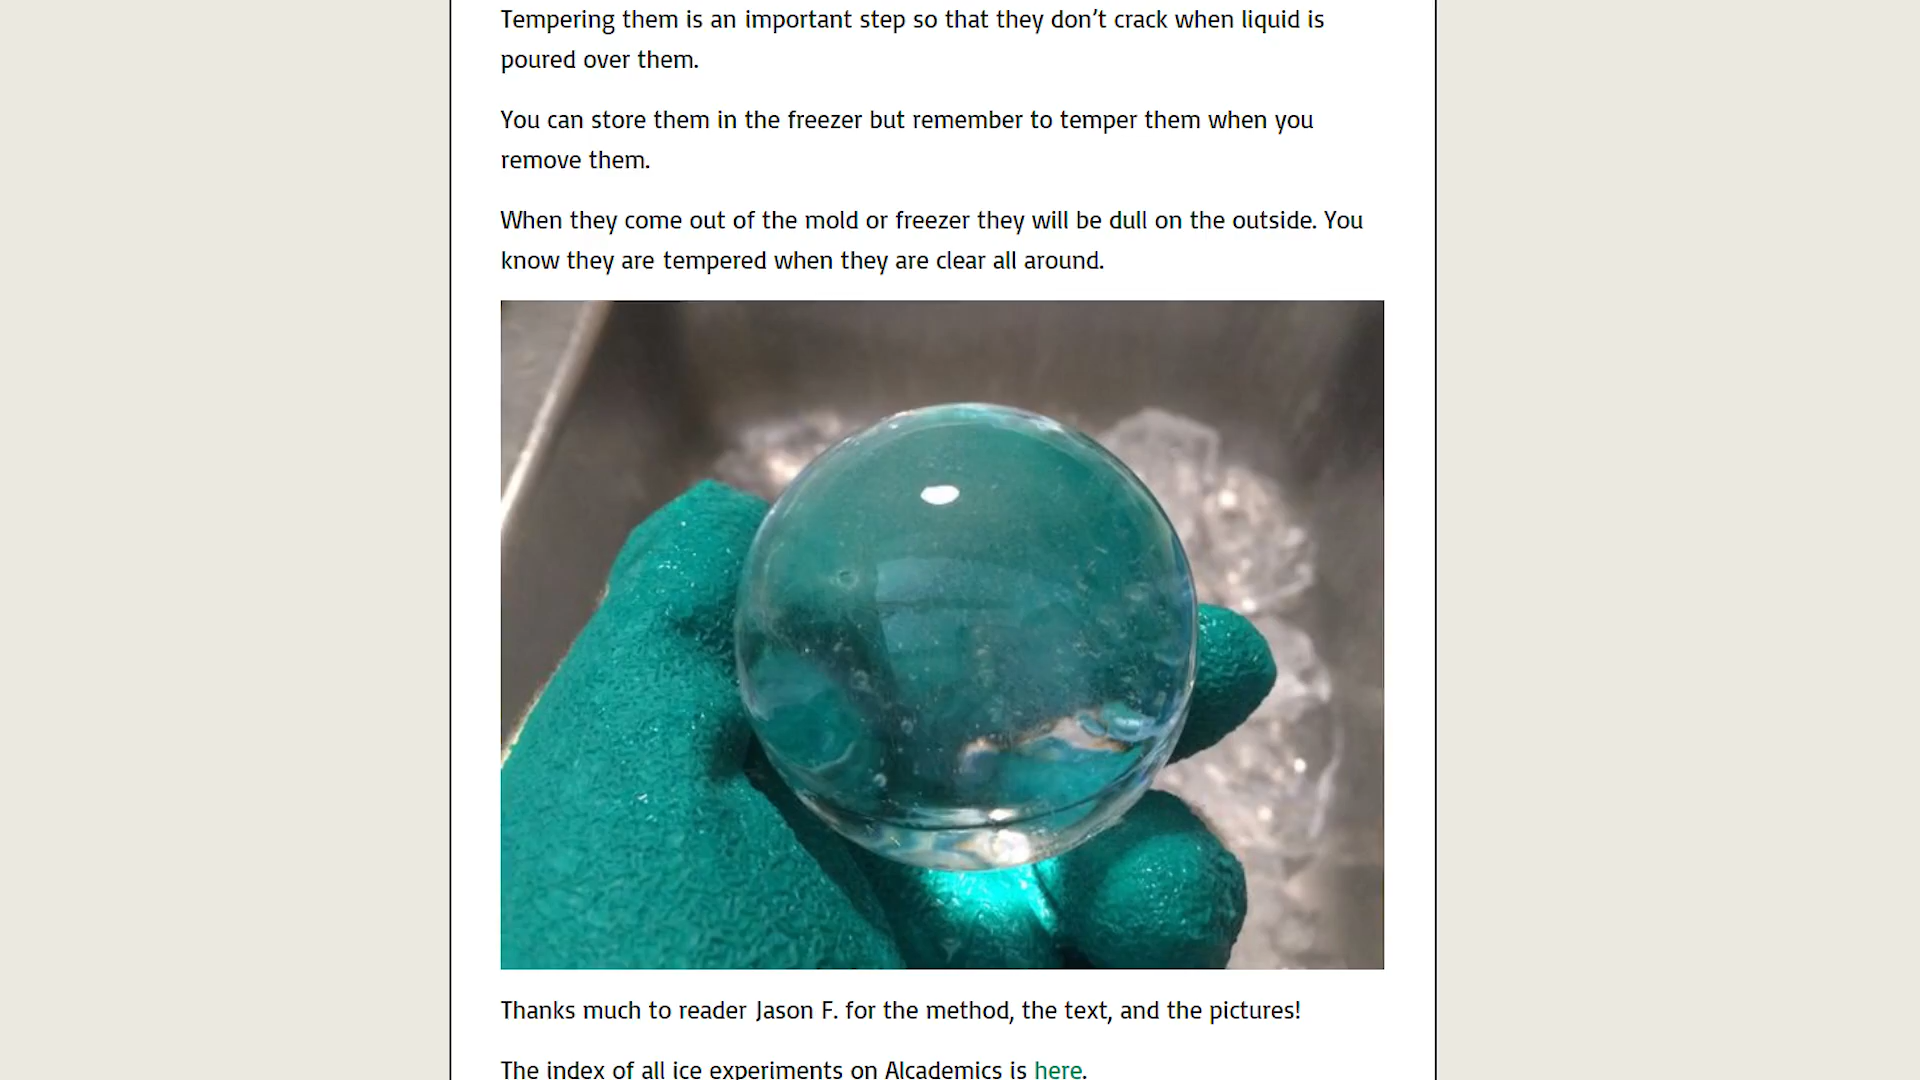 Tempering them is an important step so that they don’t crack when liquid is
poured over them.
You can store them in the freezer but remember to temper them when you
remove them.
When they come out of the mold or freezer they will be dull on the outside. You
know they are tempered when they are clear all around.
Thanks much to reader Jason F. for the method, the text, and the pictures!
The index of all ice experiments on Alcademics is here.